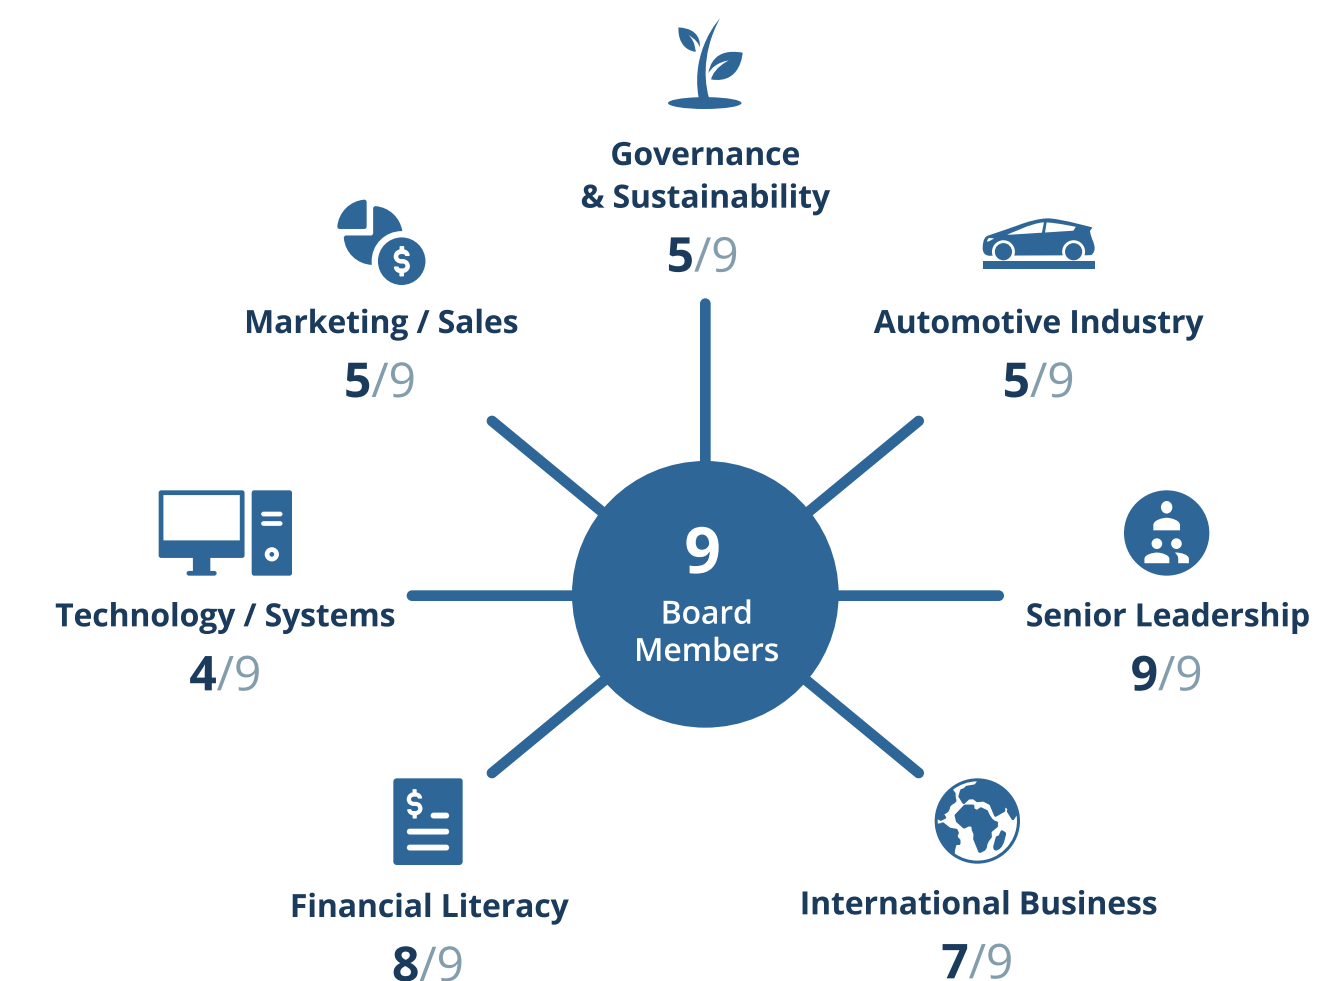 Governance
& Sustainability
5/9
Marketing / Sales
5/9
Automotive Industry
5/9
9
Board
Members
Technology / Systems
4/9
Senior Leadership
9/9
$
$
Financial Literacy
8/9
International Business
7/9